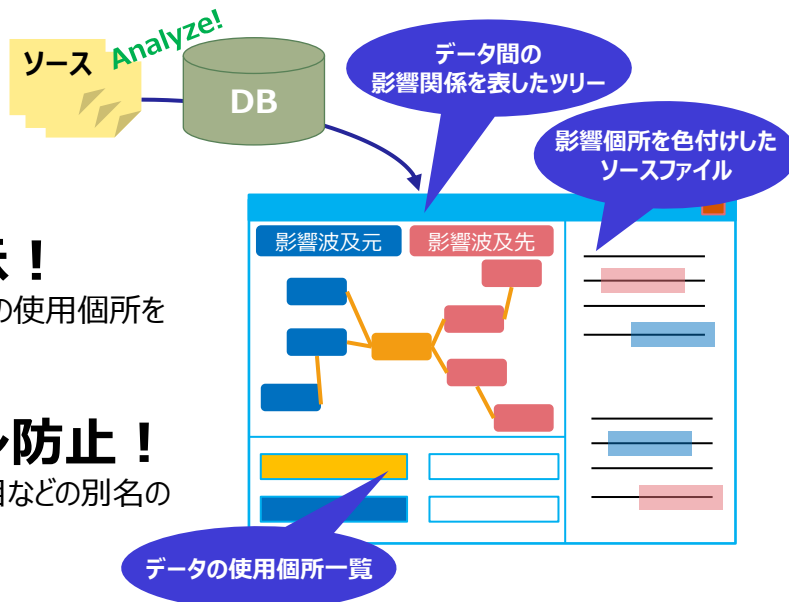 ソース
Analyze!
DB
データ間の
影響関係を表したツリー
影響個所を色付けした
ソースファイル
影響波及元
影響波及先
！
の使用個所を
防止！
などの別名の
データの使用個所一覧